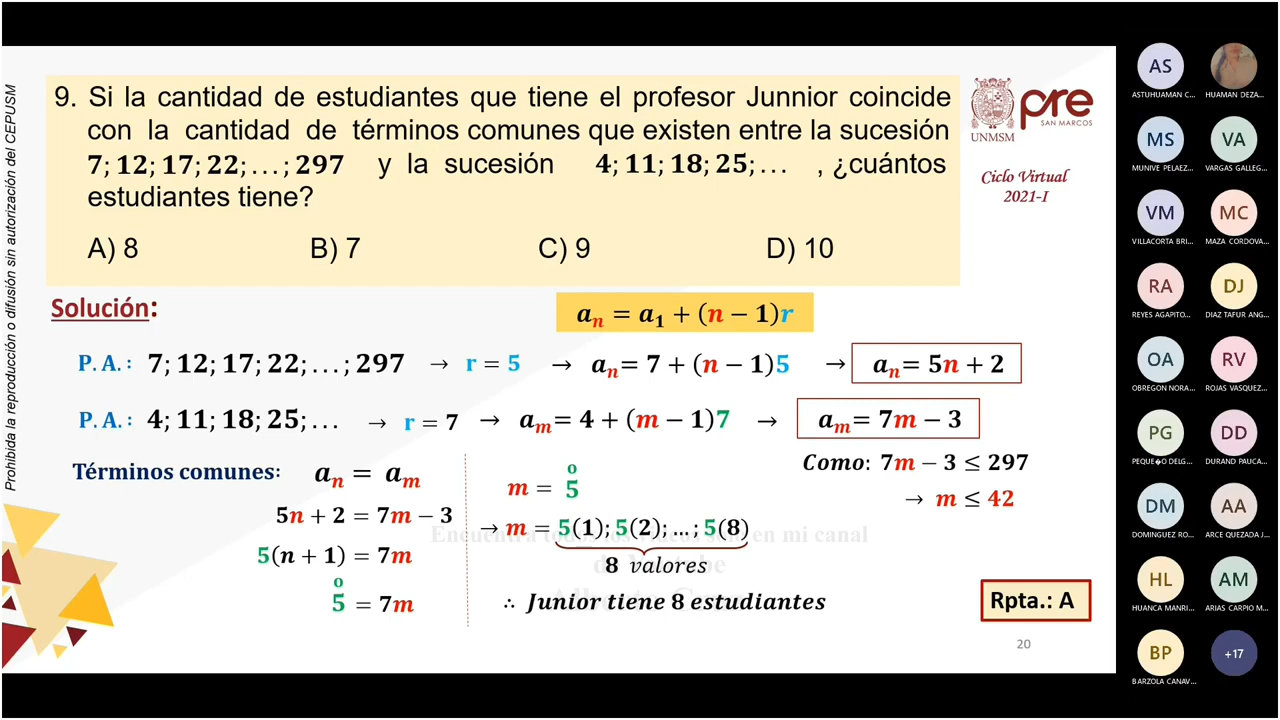 Prohibida la reproducción o difusión sin autorización del CEPUSM
9. Si la cantidad de estudiantes que tiene el profesor Junnior coincide
con la cantidad de términos comunes que existen entre la sucesión
7; 12; 17; 22; …; 297 y la sucesión 4; 11; 18; 25; … , ¿cuántos
estudiantes tiene?
A) 8 B) 7 C) 9 D) 10
UNMSM
pre
SAN MARCOS
Ciclo Virtual
2021-I
Solución:
aₙ = a₁ + (n − 1)r
P. A.: 7; 12; 17; 22; …; 297 → r = 5 → aₙ = 7 + (n − 1)5 → aₙ = 5n + 2
P. A.: 4; 11; 18; 25; … → r = 7 → aₘ = 4 + (m − 1)7 → aₘ = 7m − 3
Términos comunes: aₙ = aₘ
5n + 2 = 7m − 3
5(n + 1) = 7m
o
5 = 7m
o
m = 5
→ m = 5(1); 5(2); …; 5(8)
8 valores
∴ Junior tiene 8 estudiantes
Como: 7m − 3 ≤ 297
→ m ≤ 42
Rpta.: A
20
AS
ASTUHUAMAN C...
HUAMAN DEZA...
MS
MUNIVE PELAEZ...
VA
VARGAS GALLEG...
VM
VILLACORTA BRI...
MC
MAZA CORDOVA...
RA
REYES AGAPITO...
DJ
DIAZ TAFUR ANG...
OA
OBREGON NORA...
RV
ROJAS VASQUEZ...
PG
PEQUE�O DELG...
DD
DURAND PAUCA...
DM
DOMINGUEZ RO...
AA
ARCE QUEZADA J...
HL
HUANCA MANRI...
AM
ARIAS CARPIO M...
BP
BARZOLA CANAV...
+17